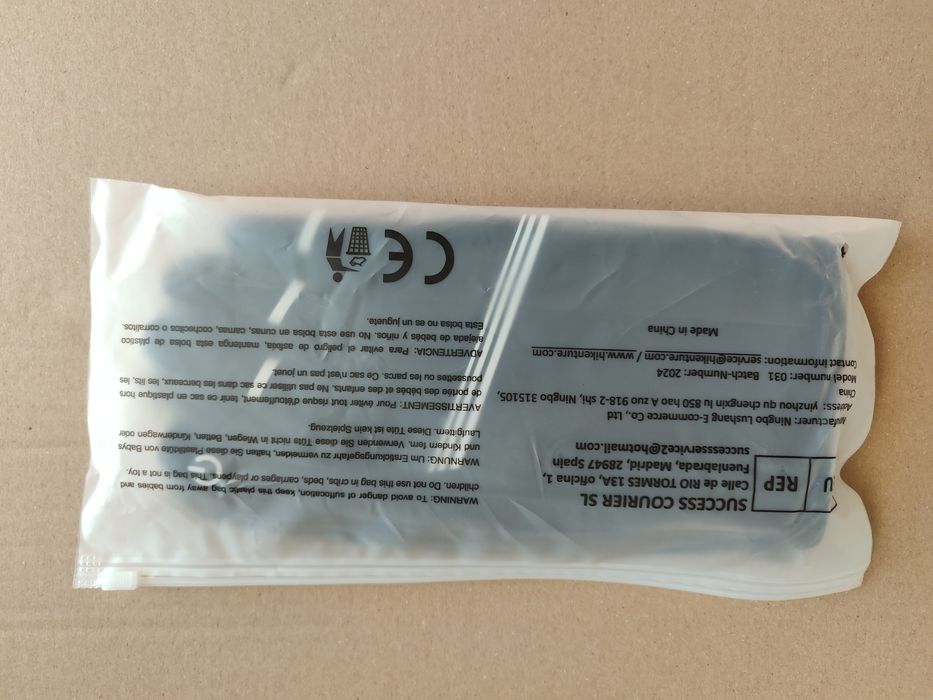 U REP
SUCCESS COURIER SL
Calle de RIO TORMES 13A, oficina 1,
Fuenlabrada, Madrid, 28947 Spain
successservice2@hotmail.com
Manufacturer: Ningbo Lushang E-commerce Co., Ltd
Address: Yinzhou qu chengxin lu 850 hao A zuo 918-2, shi, Ningbo 315105,
China
Model number: 031 Batch-Number: 2024
Contact information: service@hikenture.com / www.hikenture.com
Made in China
WARNING: To avoid danger of suffocation, keep this plastic bag away from babies and
children. Do not use this bag in cribs, beds, carriages or playpens. This bag is not a toy.
WARNUNG: Um Erstickungsgefahr zu vermeiden, halten Sie diese Plastiktüte von Babys
und Kindern fern. Verwenden Sie diese Tüte nicht in Wiegen, Betten, Kinderwagen oder
Laufgittern. Diese Tüte ist kein Spielzeug.
AVERTISSEMENT: Pour éviter tout risque d'étouffement, tenir ce sac en plastique hors
de portée des bébés et des enfants. Ne pas utiliser ce sac dans les berceaux, les lits, les
poussettes ou les parcs. Ce sac n'est pas un jouet.
ADVERTENCIA: Para evitar el peligro de asfixia, mantenga esta bolsa de plástico
alejada de bebés y niños. No use esta bolsa en cunas, camas, cochecitos o corralitos.
Esta bolsa no es un juguete.
CE